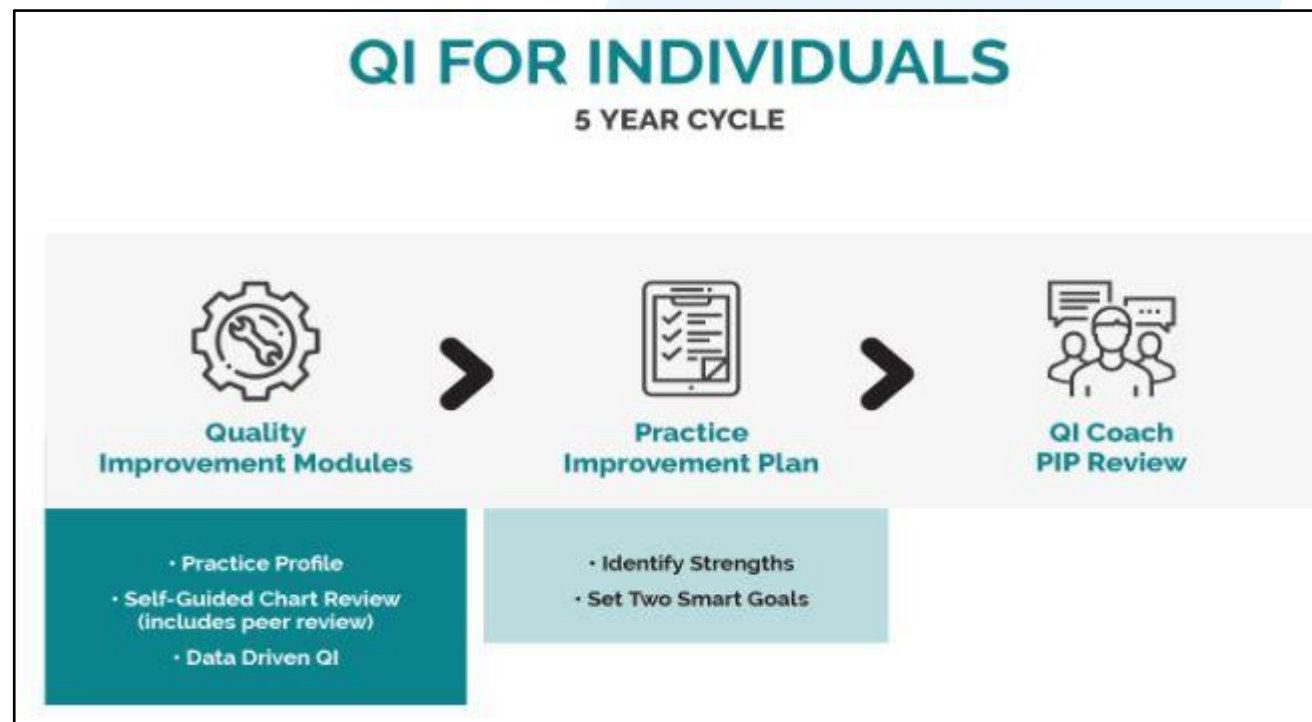 QI FOR INDIVIDUALS
5 YEAR CYCLE
Quality
Improvement Modules
Practice
Improvement Plan
QI Coach
PIP Review
• Practice Profile
• Self-Guided Chart Review
(includes peer review)
• Data Driven QI
• Identify Strengths
• Set Two Smart Goals